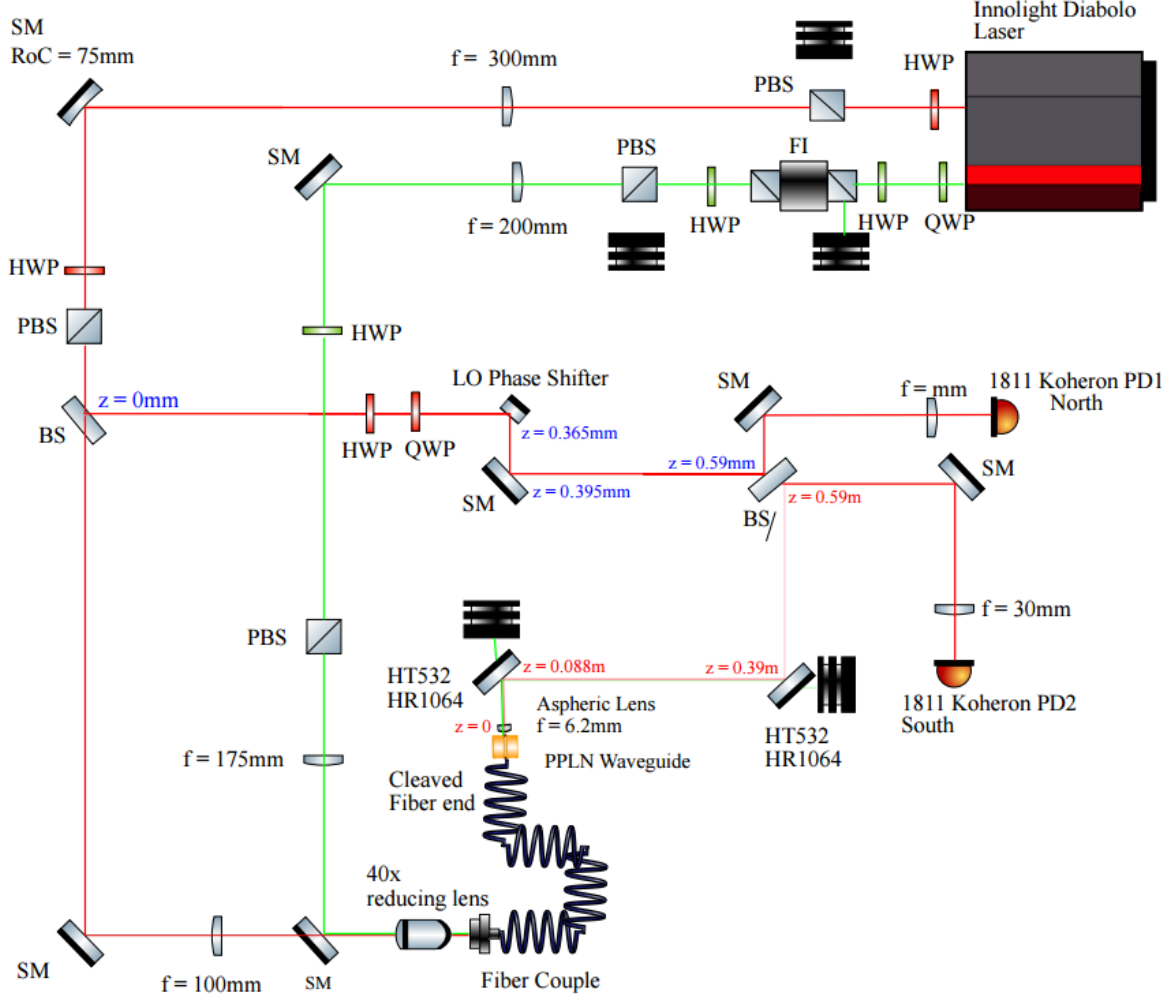 SM
RoC = 75mm
f = 300mm
PBS
HWP
Innolight Diabolo
Laser
SM
f = 200mm
PBS
HWP
FI
HWP
QWP
HWP
PBS
HWP
BS
z = 0mm
HWP
QWP
LO Phase Shifter
z = 0.365mm
SM
z = 0.395mm
SM
z = 0.59mm
BS/
f = mm
1811 Koheron PD1
North
SM
z = 0.59m
f = 30mm
1811 Koheron PD2
South
PBS
HT532
HR1064
z = 0.088m
z = 0.39m
HT532
HR1064
z = 0
Aspheric Lens
f = 6.2mm
PPLN Waveguide
f = 175mm
Cleaved
Fiber end
40x
reducing lens
SM
f = 100mm
SM
Fiber Couple